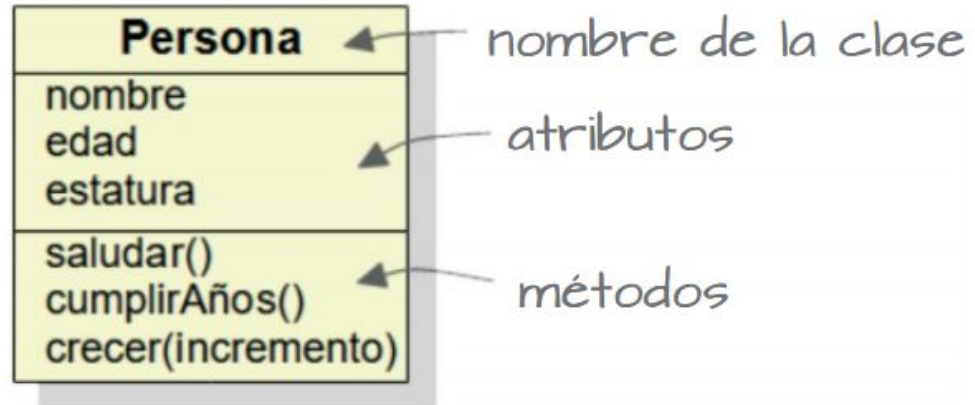 Persona
nombre de la clase
nombre
edad
estatura
atributos
saludar()
cumplirAños()
crecer(incremento)
métodos